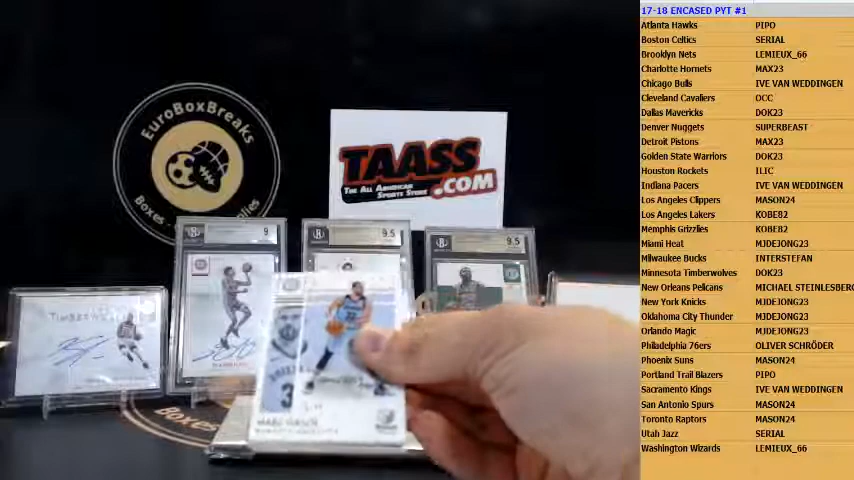 17-18 ENCASED PYT #1
Atlanta Hawks PIPO
Boston Celtics SERIAL
Brooklyn Nets LEMIEUX_66
Charlotte Hornets MAX23
Chicago Bulls IVE VAN WEDDINGEN
Cleveland Cavaliers OCC
Dallas Mavericks DOK23
Denver Nuggets SUPERBEAST
Detroit Pistons MAX23
Golden State Warriors DOK23
Houston Rockets ILIC
Indiana Pacers IVE VAN WEDDINGEN
Los Angeles Clippers MASON24
Los Angeles Lakers KOBE82
Memphis Grizzlies KOBE82
Miami Heat MJDEJONG23
Milwaukee Bucks INTERSTEFAN
Minnesota Timberwolves DOK23
New Orleans Pelicans MICHAEL STEINLESBERG
New York Knicks MJDEJONG23
Oklahoma City Thunder MJDEJONG23
Orlando Magic MJDEJONG23
Philadelphia 76ers OLIVER SCHRÖDER
Phoenix Suns MASON24
Portland Trail Blazers PIPO
Sacramento Kings IVE VAN WEDDINGEN
San Antonio Spurs MASON24
Toronto Raptors MASON24
Utah Jazz SERIAL
Washington Wizards LEMIEUX_66
EuroBoxBreaks
Boxes
TAASS
THE ALL AMERICAN
SPORTS STORE
.COM
9
9.5
9.5